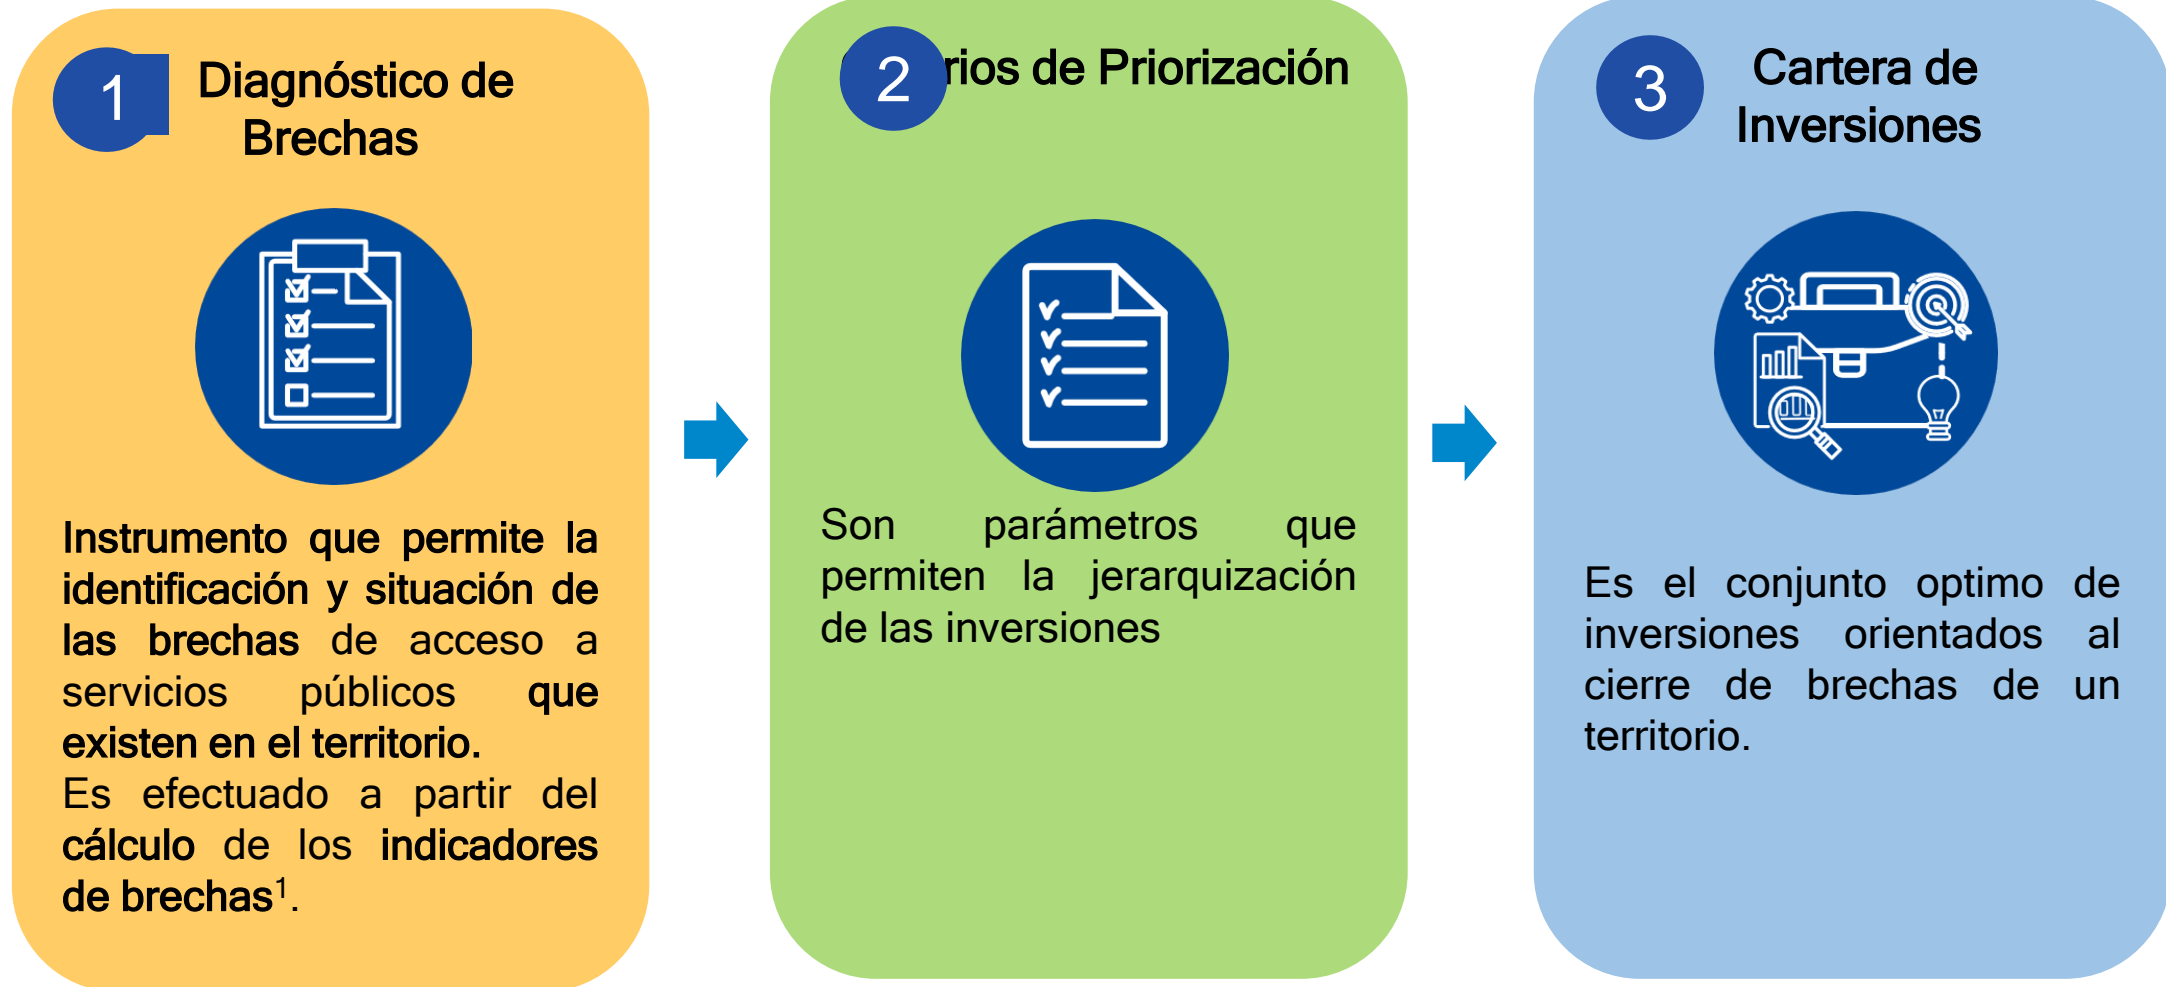 1
Diagnóstico de
Brechas
Instrumento que permite la
identificación y situación de
las brechas de acceso a
servicios públicos que
existen en el territorio.
Es efectuado a partir del
cálculo de los indicadores
de brechas¹.
2
rios de Priorización
Son parámetros que
permiten la jerarquización
de las inversiones
3
Cartera de
Inversiones
Es el conjunto optimo de
inversiones orientados al
cierre de brechas de un
territorio.